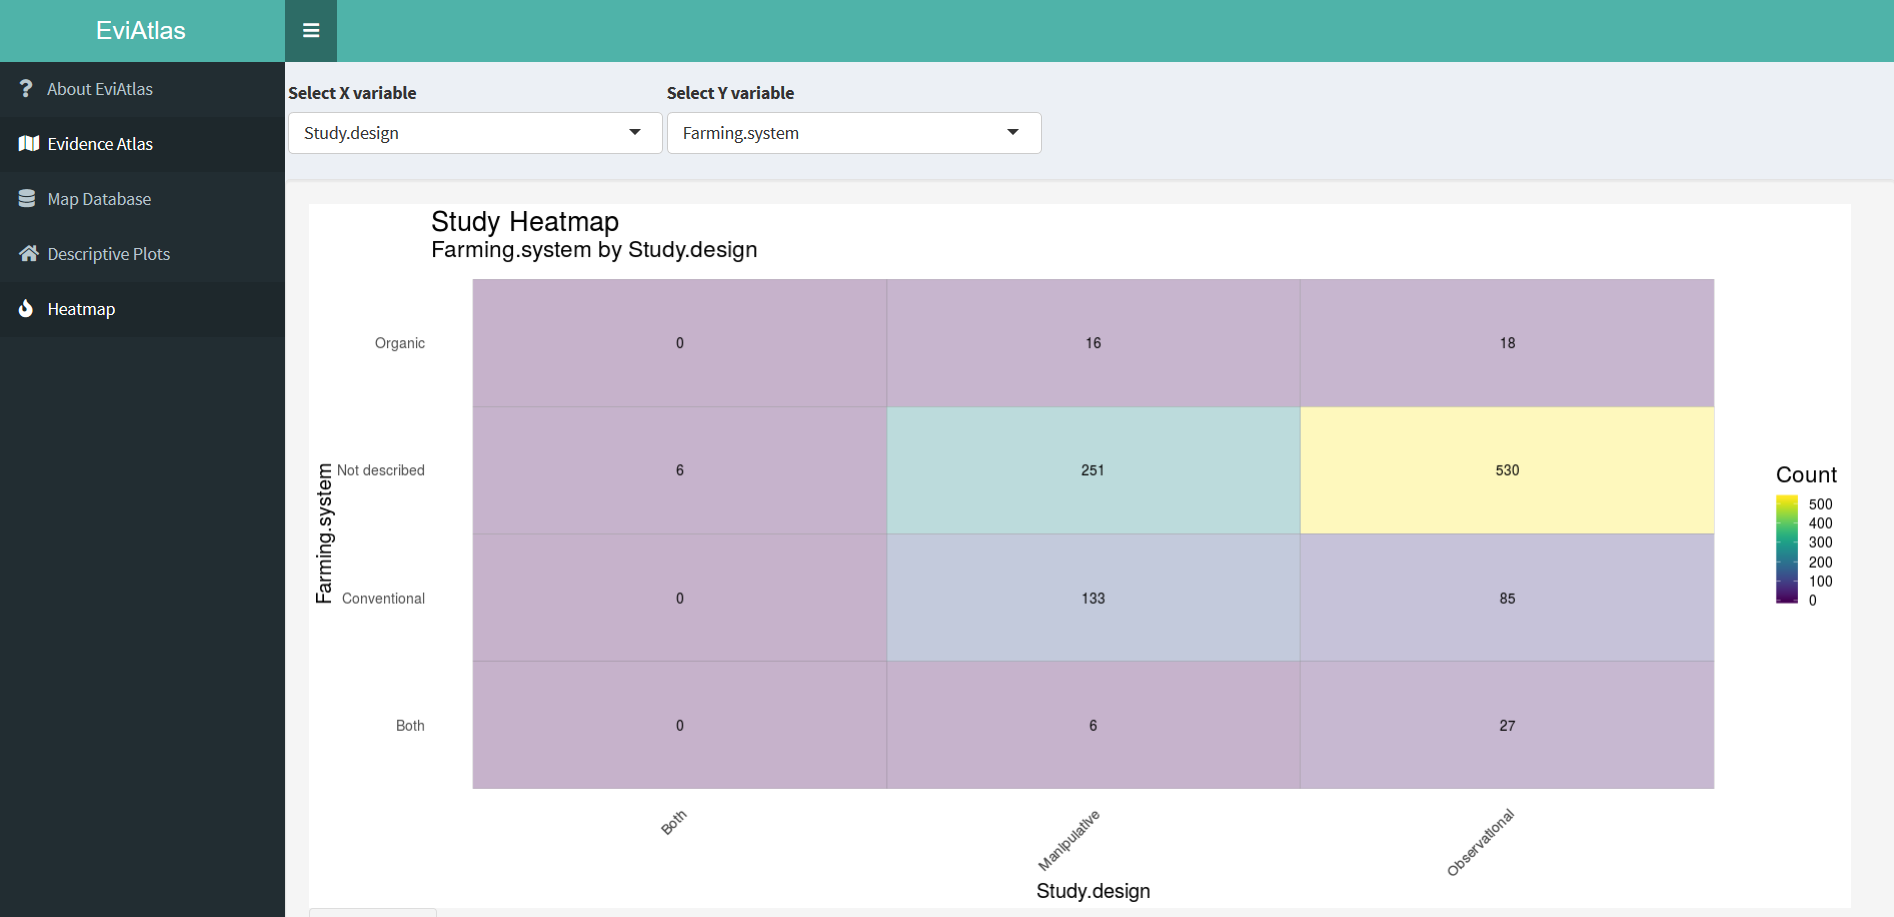 EviAtlas
About EviAtlas
Evidence Atlas
Map Database
Descriptive Plots
Heatmap
Select X variable
Select Y variable
Study.design
Farming.system
Study Heatmap
Farming.system by Study.design
Farming.system
Organic
0
16
18
Not described
6
251
530
Conventional
0
133
85
Both
0
6
27
Both
Manipulative
Observational
Study.design
Count
500
400
300
200
100
0